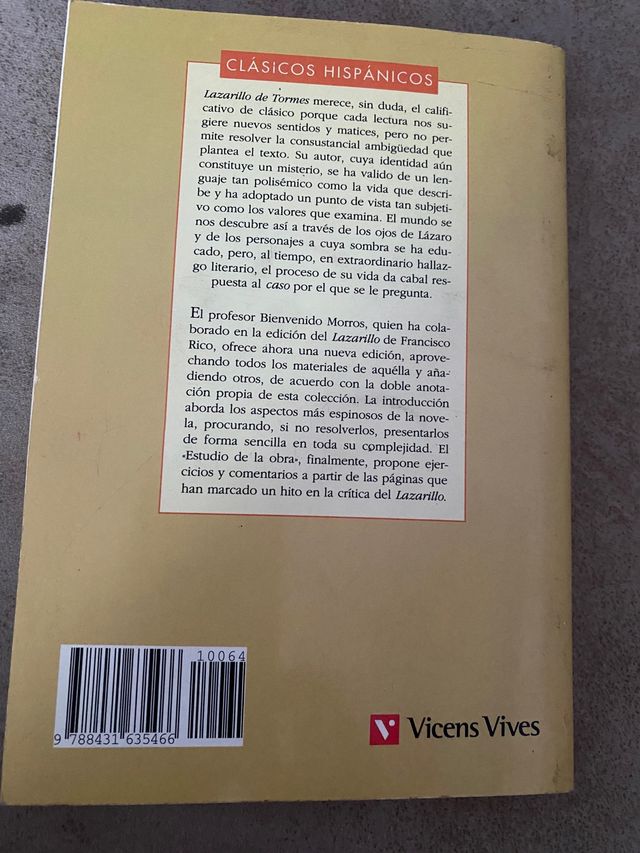 CLÁSICOS HISPÁNICOS
Lazarillo de Tormes merece, sin duda, el califi-
cativo de clásico porque cada lectura nos su-
giere nuevos sentidos y matices, pero no per-
mite resolver la consustancial ambigüedad que
plantea el texto. Su autor, cuya identidad aún
constituye un misterio, se ha valido de un len-
guaje tan polisémico como la vida que descri-
be y ha adoptado un punto de vista tan subjeti-
vo como los valores que examina. El mundo se
nos descubre así a través de los ojos de Lázaro
y de los personajes a cuya sombra se ha edu-
cado, pero, al tiempo, en extraordinario hallaz-
go literario, el proceso de su vida da cabal res-
puesta al caso por el que se le pregunta.
El profesor Bienvenido Morros, quien ha cola-
borado en la edición del Lazarillo de Francisco
Rico, ofrece ahora una nueva edición, aprove-
chando todos los materiales de aquélla y aña-
diendo otros, de acuerdo con la doble anota-
ción propia de esta colección. La introducción
aborda los aspectos más espinosos de la nove-
la, procurando, si no resolverlos, presentarlos
de forma sencilla en toda su complejidad. El
«Estudio de la obra», finalmente, propone ejer-
cicios y comentarios a partir de las páginas que
han marcado un hito en la crítica del Lazarillo.
10064
9 788431 635466
Vicens Vives